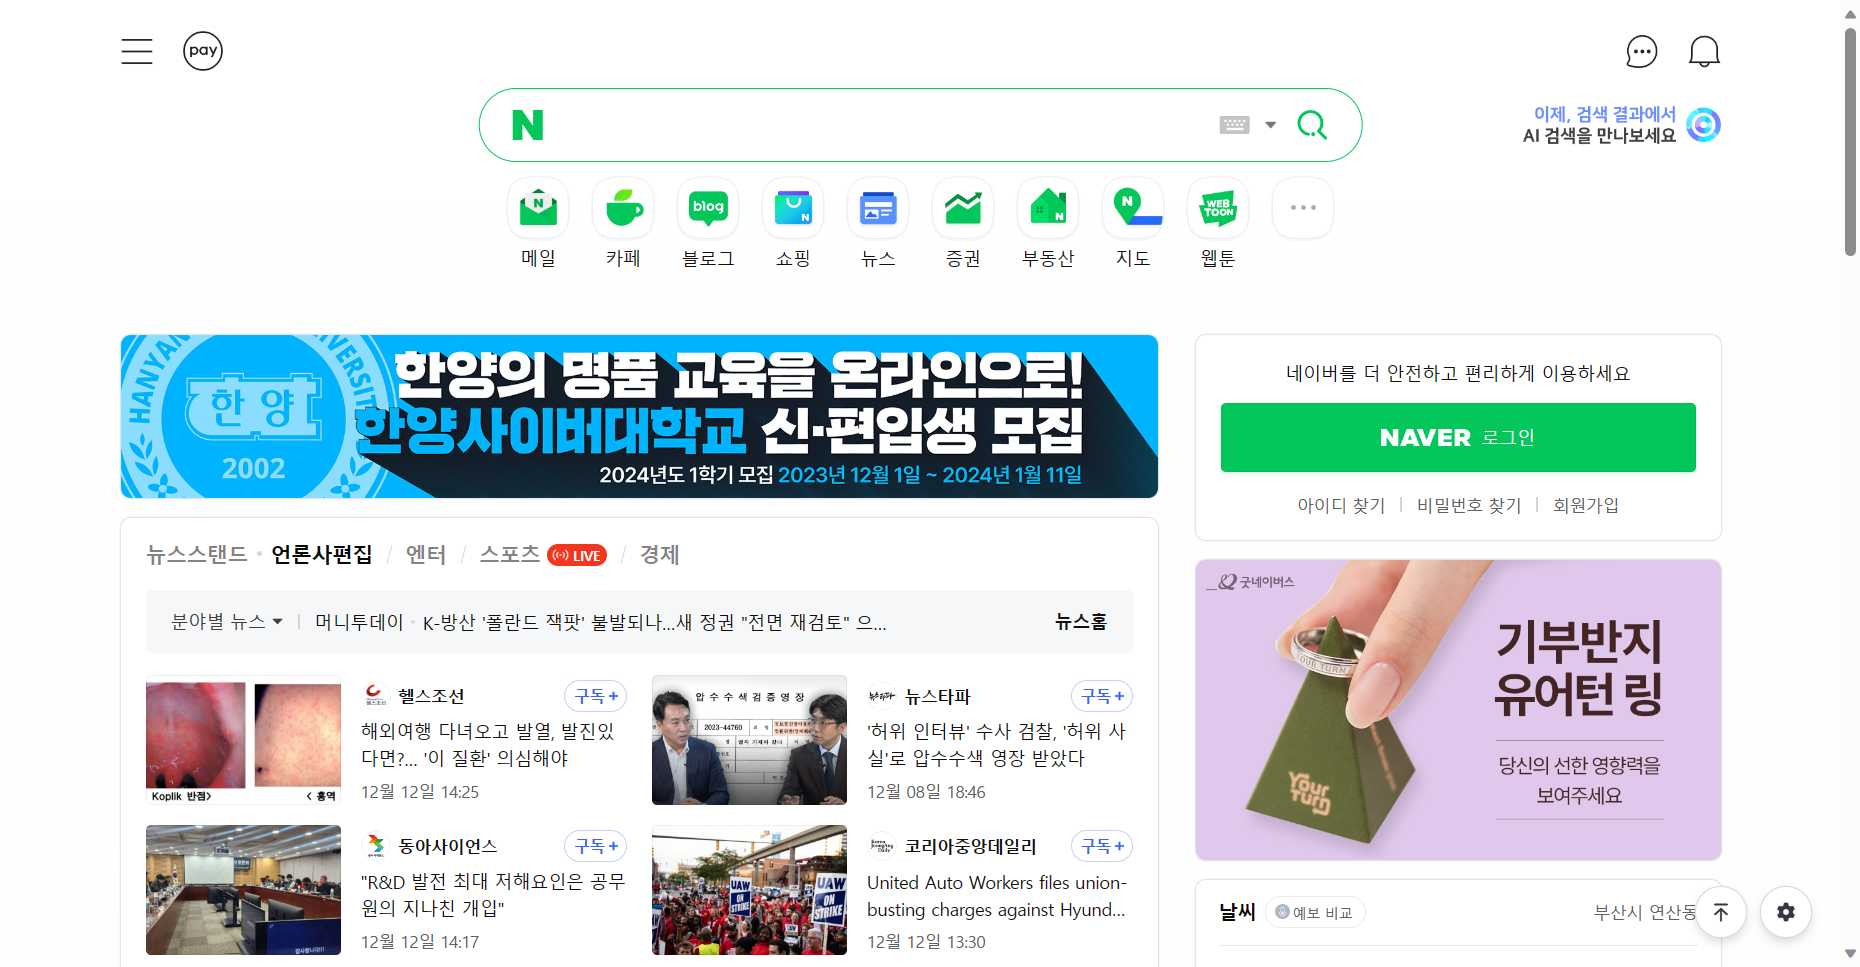 pay
이제, 검색 결과에서
AI 검색을 만나보세요
N
메일
카페
blog
블로그
쇼핑
뉴스
증권
부동산
지도
WEB
TOON
웹툰
HANYANG
한양
2002
한양의 명품 교육을 온라인으로!
한양사이버대학교 신·편입생 모집
2024년도 1학기 모집 2023년 12월 1일 ~ 2024년 1월 11일
네이버를 더 안전하고 편리하게 이용하세요
NAVER 로그인
아이디 찾기
비밀번호 찾기
회원가입
뉴스스탠드
언론사편집
엔터
스포츠
LIVE
경제
분야별 뉴스
머니투데이
K-방산 '폴란드 잭팟' 불발되나...새 정권 "전면 재검토" 으...
뉴스홈
Koplik 반점>
< 홍역
헬스조선
구독+
해외여행 다녀오고 발열, 발진있
다면?... '이 질환' 의심해야
12월 12일 14:25
압수수색검증영장
2023-44760
뉴스타파
구독+
'허위 인터뷰' 수사 검찰, '허위 사
실'로 압수수색 영장 받았다
12월 08일 18:46
동아사이언스
구독+
"R&D 발전 최대 저해요인은 공무
원의 지나친 개입"
12월 12일 14:17
UAW
ON
STRIKE
UAW
ON
STRIKE
코리아중앙데일리
구독+
United Auto Workers files union-
busting charges against Hyund...
12월 12일 13:30
굿네이버스
YOUR TURN
Your
Turn
기부반지
유어턴 링
당신의 선한 영향력을
보여주세요
날씨
예보 비교
부산시 연산동